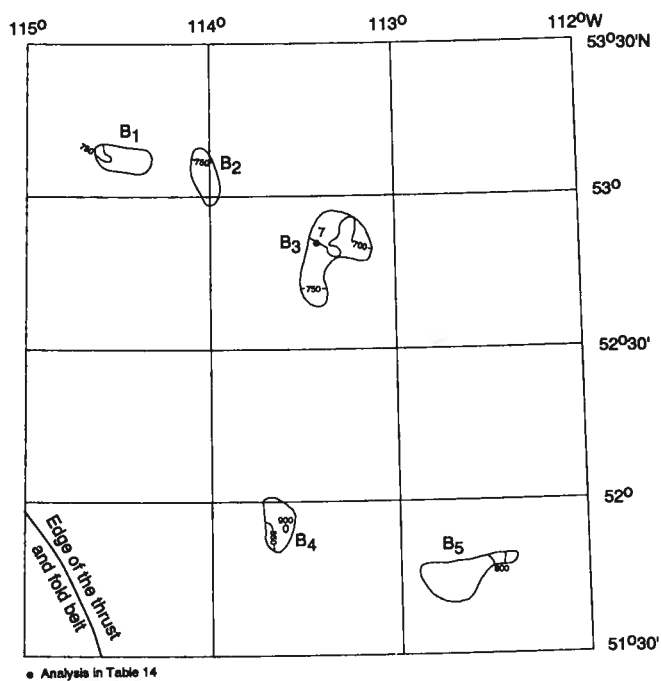 115° 114° 113° 112°W
53°30'N
B1
750
750 B2
53°
B3 7
700
750
52°30'
52°
900
850
B4
B5
800
Edge of the thrust
and fold belt
51°30'
• Analysis in Table 14